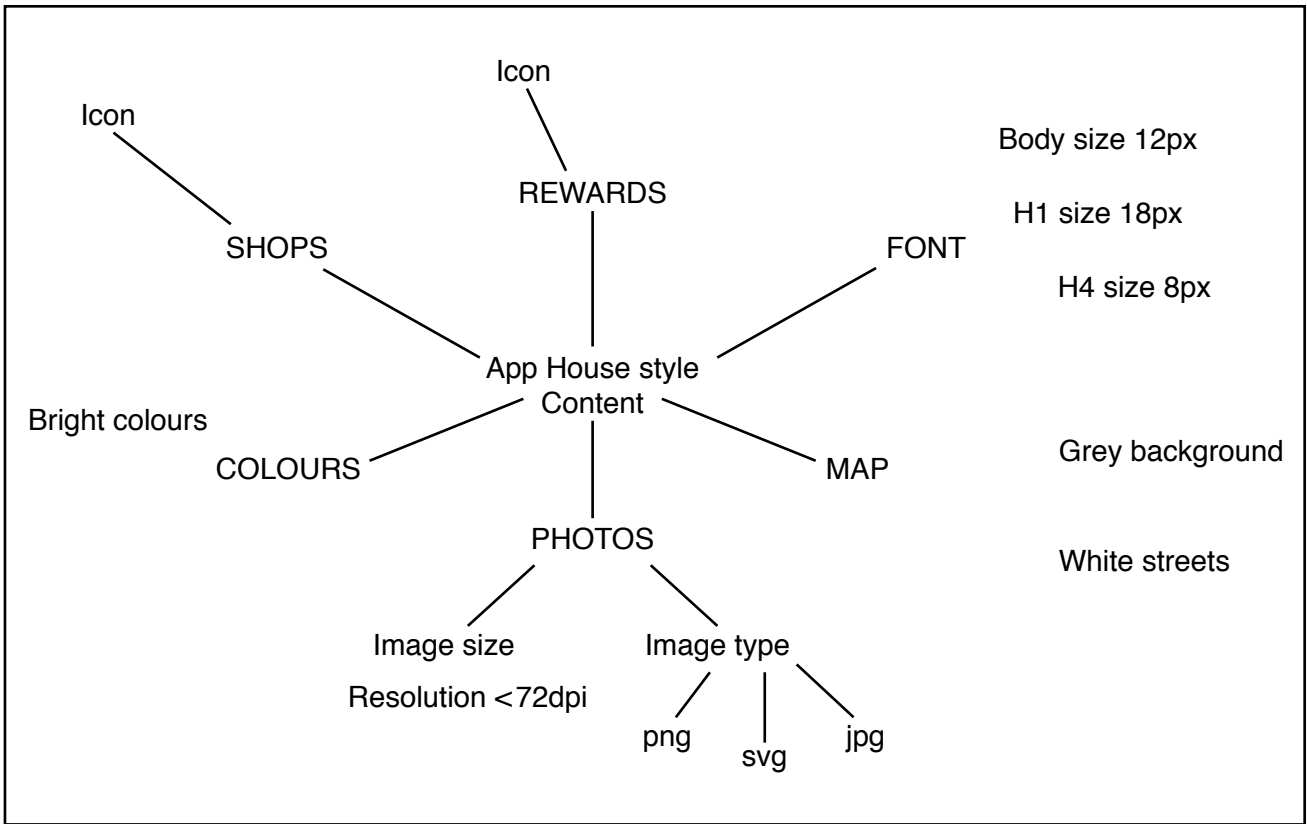 Icon
Icon
Body size 12px
REWARDS
H1 size 18px
SHOPS
FONT
H4 size 8px
App House style
Content
Bright colours
COLOURS
MAP
Grey background
PHOTOS
White streets
Image size
Image type
Resolution <72dpi
png
svg
jpg